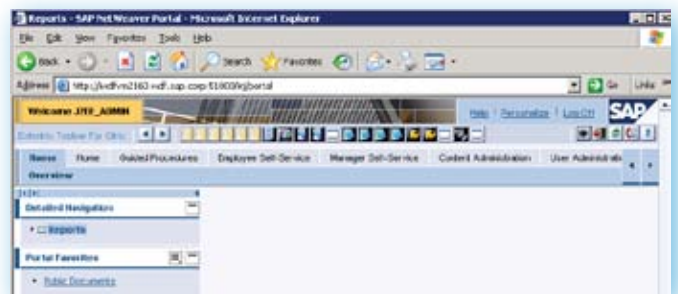 Reports - SAP NetWeaver Portal - Microsoft Internet Explorer
File Edit View Favorites Tools Help
Back Search Favorites
Address Links
Welcome Help Personalize Log Off SAP
Home Guided Procedures Employee Self-Service Manager Self-Service Content Administration User Administrati
Overview
Detailed Navigation
Reports
Portal Favorites
Public Documents